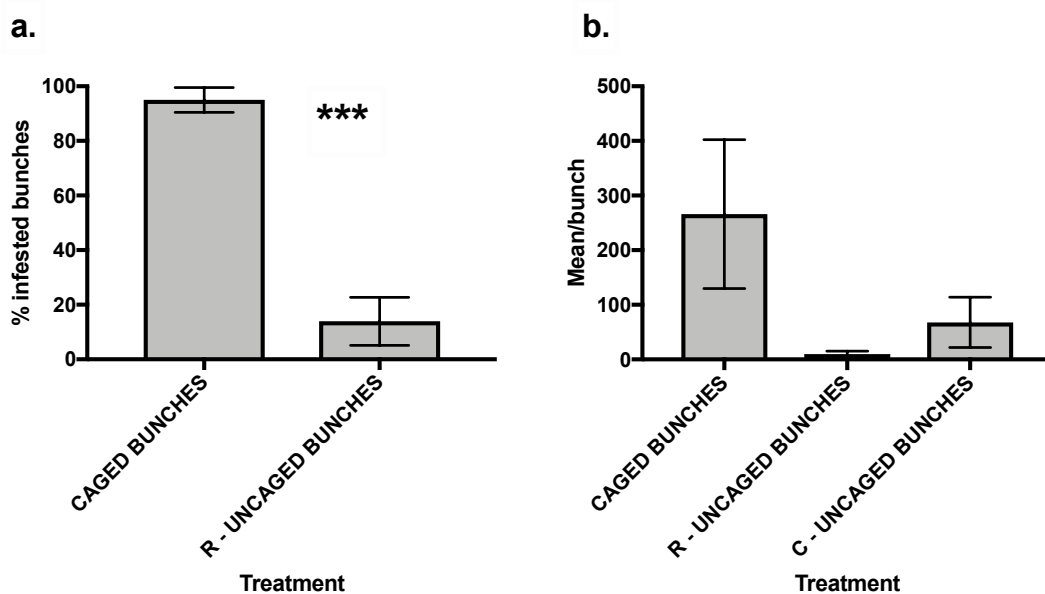 a.
% infested bunches
100
80
60
40
20
0
***
CAGED BUNCHES
R - UNCAGED BUNCHES
Treatment
b.
Mean/bunch
500
400
300
200
100
0
CAGED BUNCHES
R - UNCAGED BUNCHES
C - UNCAGED BUNCHES
Treatment